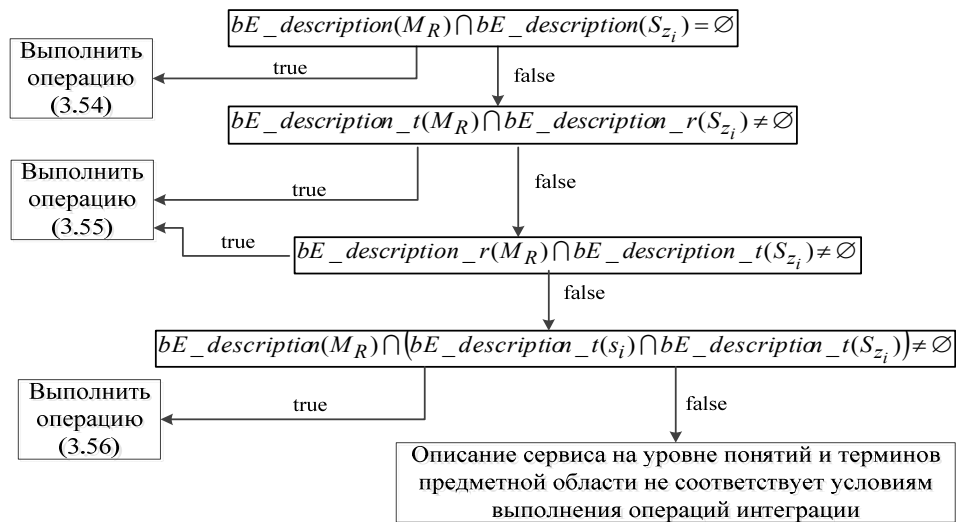 bE_description(M_R)⋂bE_description(S_{z_i})=∅
Выполнить
операцию
(3.54)
true
false
bE_description_t(M_R)⋂bE_description_r(S_{z_i})≠∅
Выполнить
операцию
(3.55)
true
false
true
bE_description_r(M_R)⋂bE_description_t(S_{z_i})≠∅
false
bE_description(M_R)⋂(bE_description_t(s_i)⋂bE_description_t(S_{z_i}))≠∅
Выполнить
операцию
(3.56)
true
false
Описание сервиса на уровне понятий и терминов
предметной области не соответствует условиям
выполнения операций интеграции